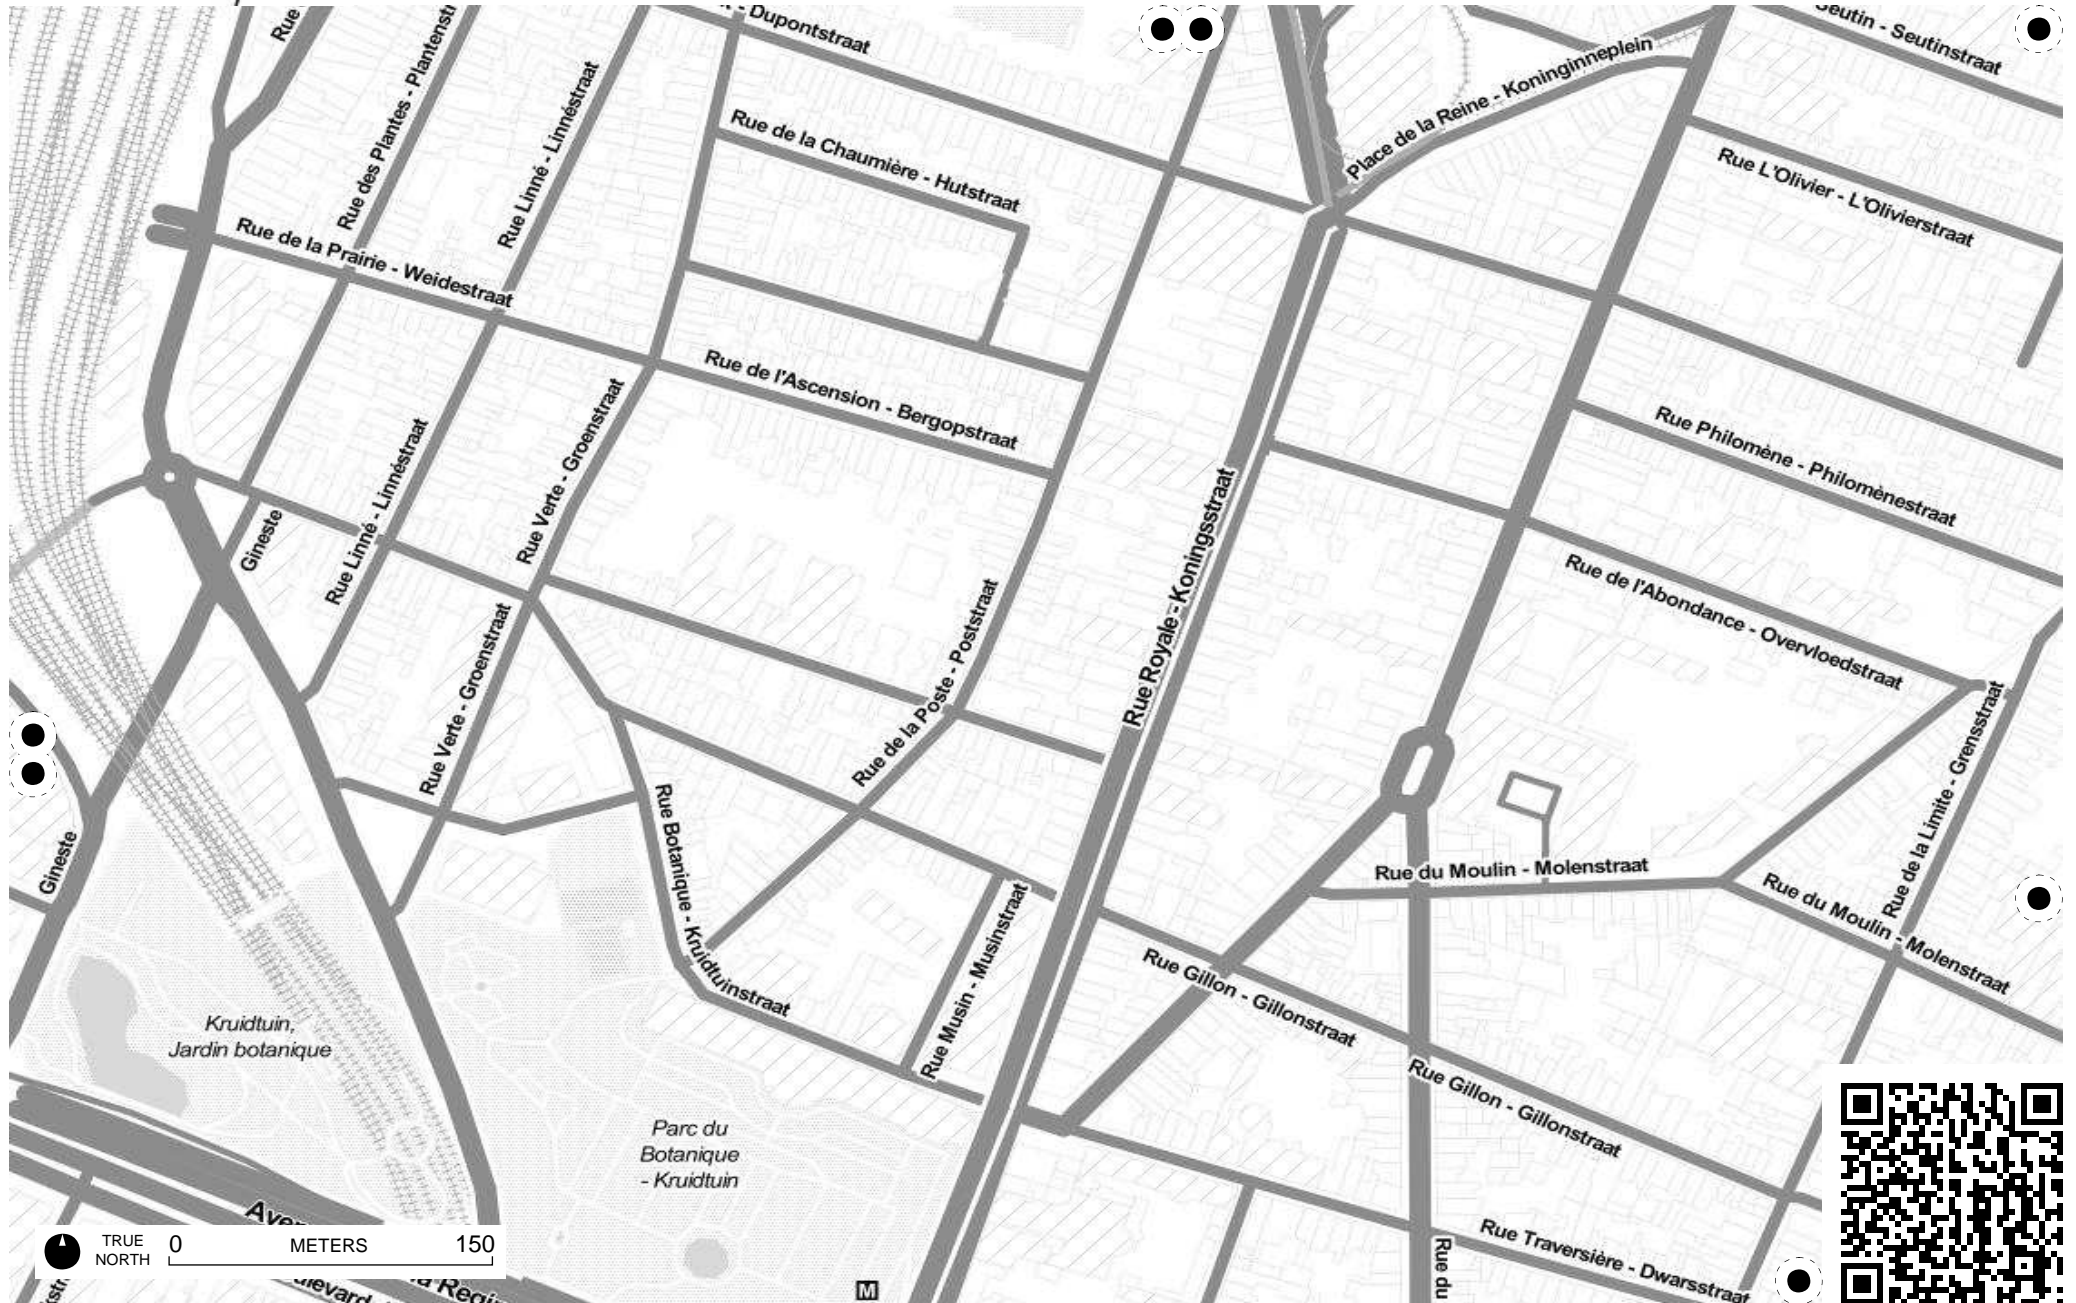 Rue
Rue des Plantes - Plantenst
Rue Linné - Linnéstraat
Dupontstraat
Place de la Reine - Koninginneplein
Seutin - Seutinstraat
Rue de la Chaumière - Hutstraat
Rue L'Olivier - L'Olivierstraat
Rue de la Prairie - Weidestraat
Rue de l'Ascension - Bergopstraat
Rue Philomène - Philomènestraat
Rue Verte - Groenstraat
Rue Linné - Linnéstraat
Gineste
Rue Royale - Koningsstraat
Rue de l'Abondance - Overvloedstraat
Rue Verte - Groenstraat
Rue de la Poste - Poststraat
Rue de la Limite - Grensstraat
Rue Botanique - Kruidtuinstraat
Gineste
Rue du Moulin - Molenstraat
Rue du Moulin - Molenstraat
Rue Musin - Musinstraat
Rue Gillon - Gillonstraat
Kruidtuin,
Jardin botanique
Rue Gillon - Gillonstraat
Parc du
Botanique
- Kruidtuin
Rue Traversière - Dwarsstraat
Rue du
TRUE
NORTH
0
METERS
150
M